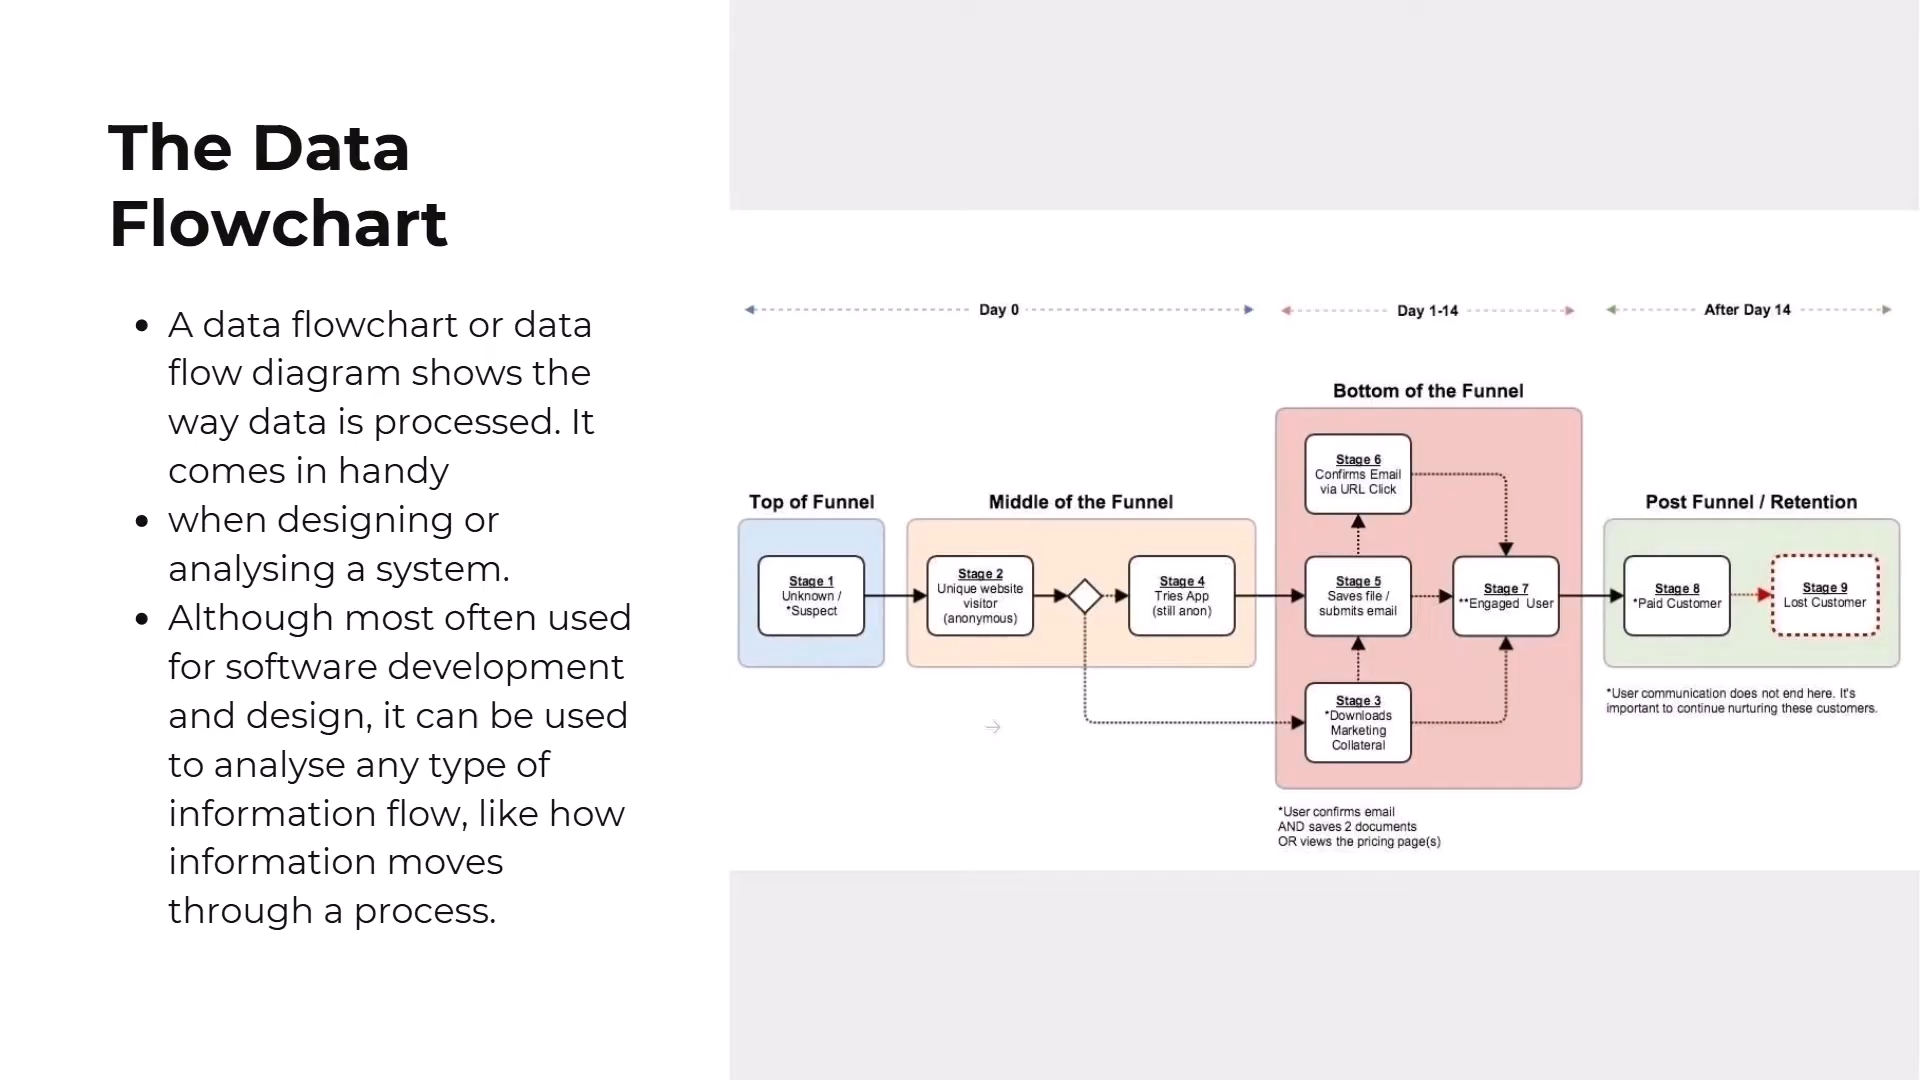 The Data
Flowchart
• A data flowchart or data
flow diagram shows the
way data is processed. It
comes in handy
• when designing or
analysing a system.
• Although most often used
for software development
and design, it can be used
to analyse any type of
information flow, like how
information moves
through a process.
Day 0
Day 1-14
After Day 14
Top of Funnel
Stage 1
Unknown /
*Suspect
Middle of the Funnel
Stage 2
Unique website
visitor
(anonymous)
Stage 4
Tries App
(still anon)
Bottom of the Funnel
Stage 6
Confirms Email
via URL Click
Stage 5
Saves file /
submits email
Stage 7
**Engaged User
Stage 3
*Downloads
Marketing
Collateral
*User confirms email
AND saves 2 documents
OR views the pricing page(s)
Post Funnel / Retention
Stage 8
*Paid Customer
Stage 9
Lost Customer
*User communication does not end here. It's
important to continue nurturing these customers.